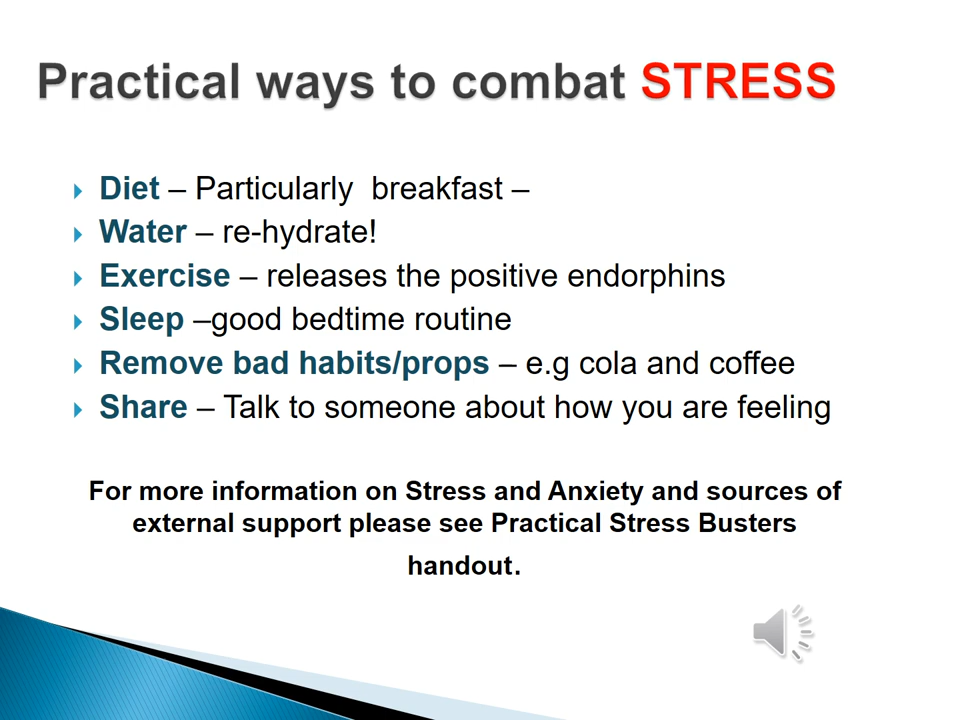 Practical ways to combat STRESS
Diet – Particularly  breakfast –
Water – re-hydrate!
Exercise – releases the positive endorphins
Sleep –good bedtime routine
Remove bad habits/props – e.g cola and coffee
Share – Talk to someone about how you are feeling
For more information on Stress and Anxiety and sources of
external support please see Practical Stress Busters
handout.